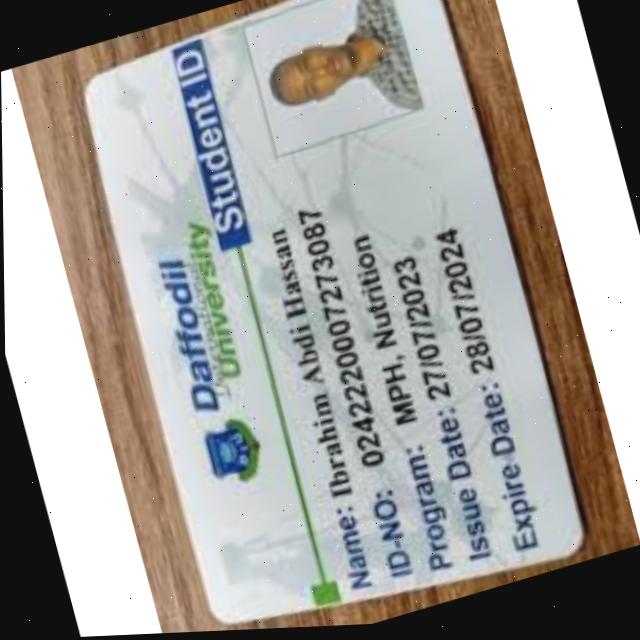 Daffodil
University
Student ID
Name: Ibrahim Abdi Hassan
ID-NO: 0242220007273087
Program: MPH, Nutrition
Issue Date: 27/07/2023
Expire Date: 28/07/2024